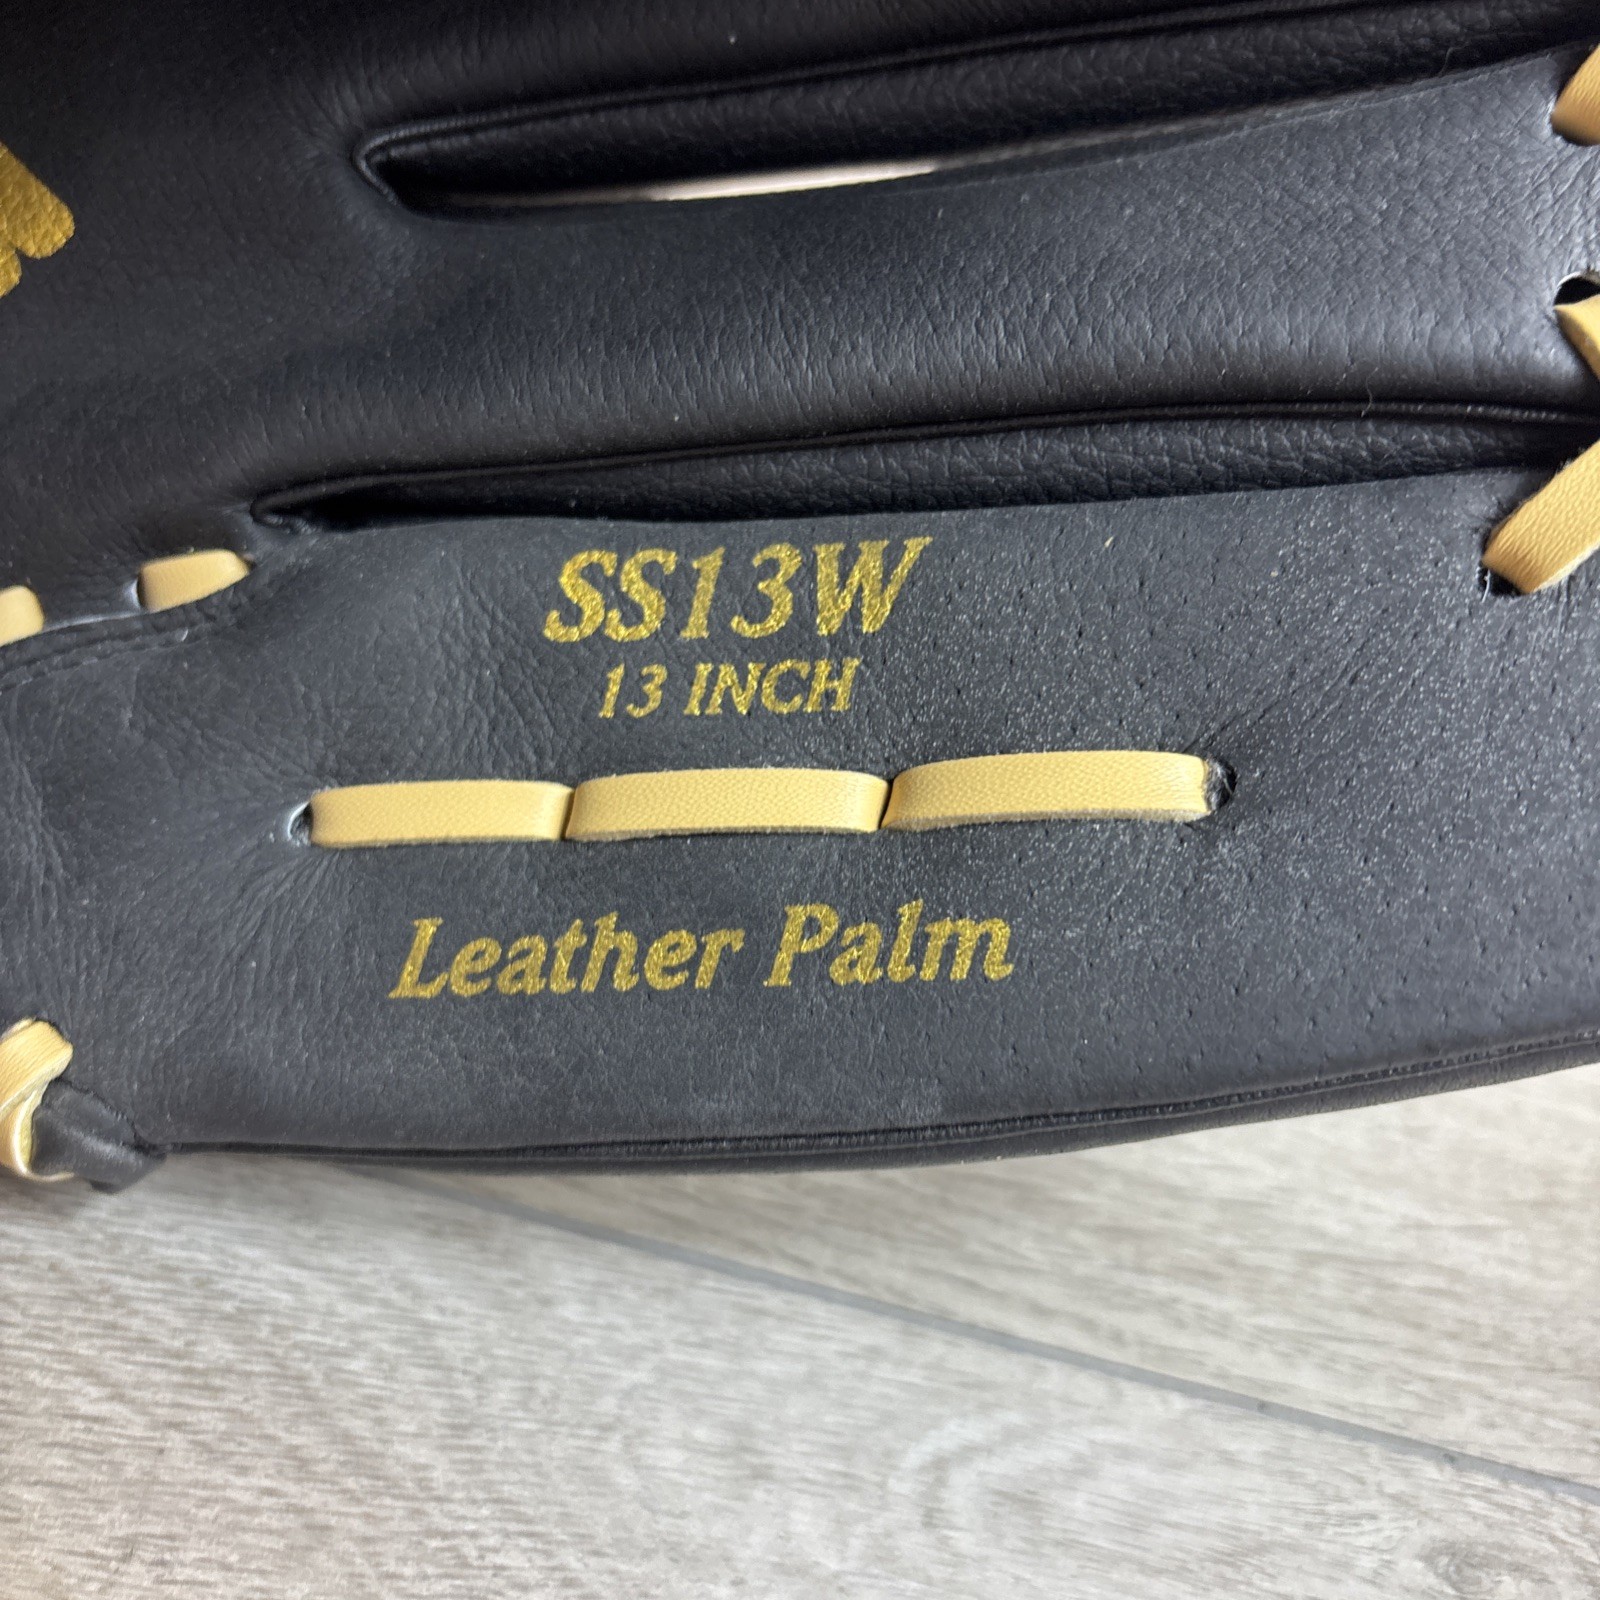 SS13W
13 INCH
Leather Palm